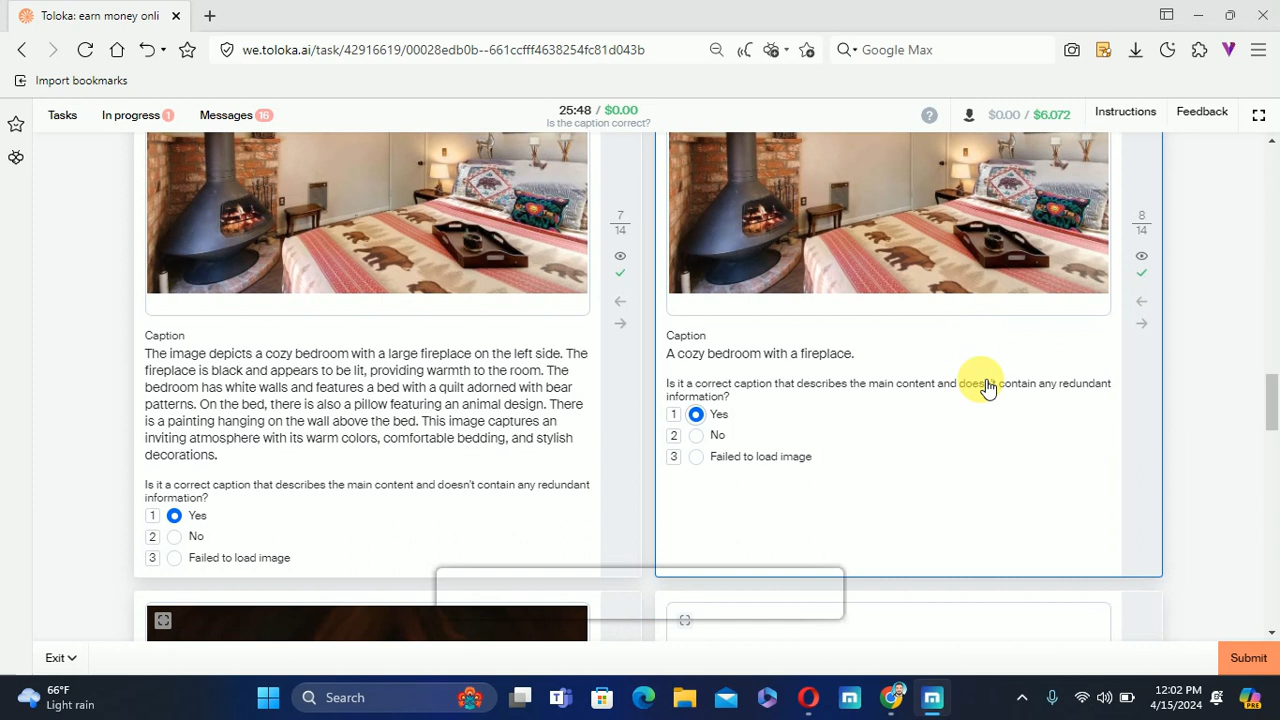 Toloka: earn money onli
we.toloka.ai/task/42916619/00028edb0b--661ccfff4638254fc81d043b
Google Max
Import bookmarks
Tasks
In progress 1
Messages 16
25:48 / $0.00
Is the caption correct?
$0.00 / $6.072
Instructions
Feedback
7
14
8
14
Caption
The image depicts a cozy bedroom with a large fireplace on the left side. The
fireplace is black and appears to be lit, providing warmth to the room. The
bedroom has white walls and features a bed with a quilt adorned with bear
patterns. On the bed, there is also a pillow featuring an animal design. There
is a painting hanging on the wall above the bed. This image captures an
inviting atmosphere with its warm colors, comfortable bedding, and stylish
decorations.
Is it a correct caption that describes the main content and doesn't contain any redundant
information?
1 Yes
2 No
3 Failed to load image
Caption
A cozy bedroom with a fireplace.
Is it a correct caption that describes the main content and doesn't contain any redundant
information?
1 Yes
2 No
3 Failed to load image
Exit
Submit
66°F
Light rain
Search
12:02 PM
4/15/2024
PRE